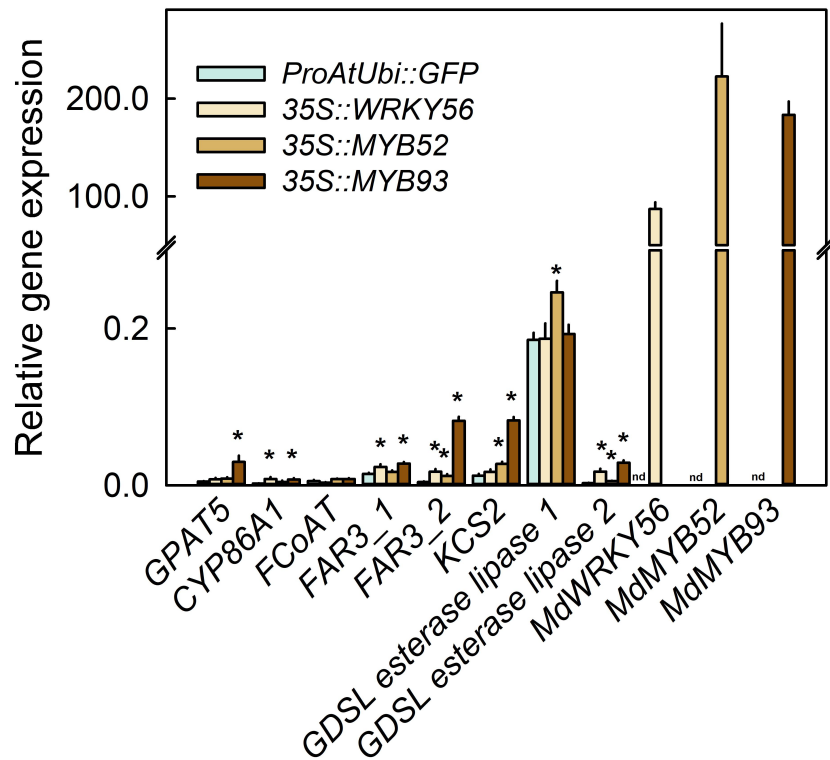 Relative gene expression
200.0
100.0
0.2
0.0
ProAtUbi::GFP
35S::WRKY56
35S::MYB52
35S::MYB93
*
* *
* *
* * *
* *
*
* * *
nd
nd
nd
GPAT5
CYP86A1
FCoAT
FAR3_1
FAR3_2
KCS2
GDSL esterase lipase 1
GDSL esterase lipase 2
MdWRKY56
MdMYB52
MdMYB93